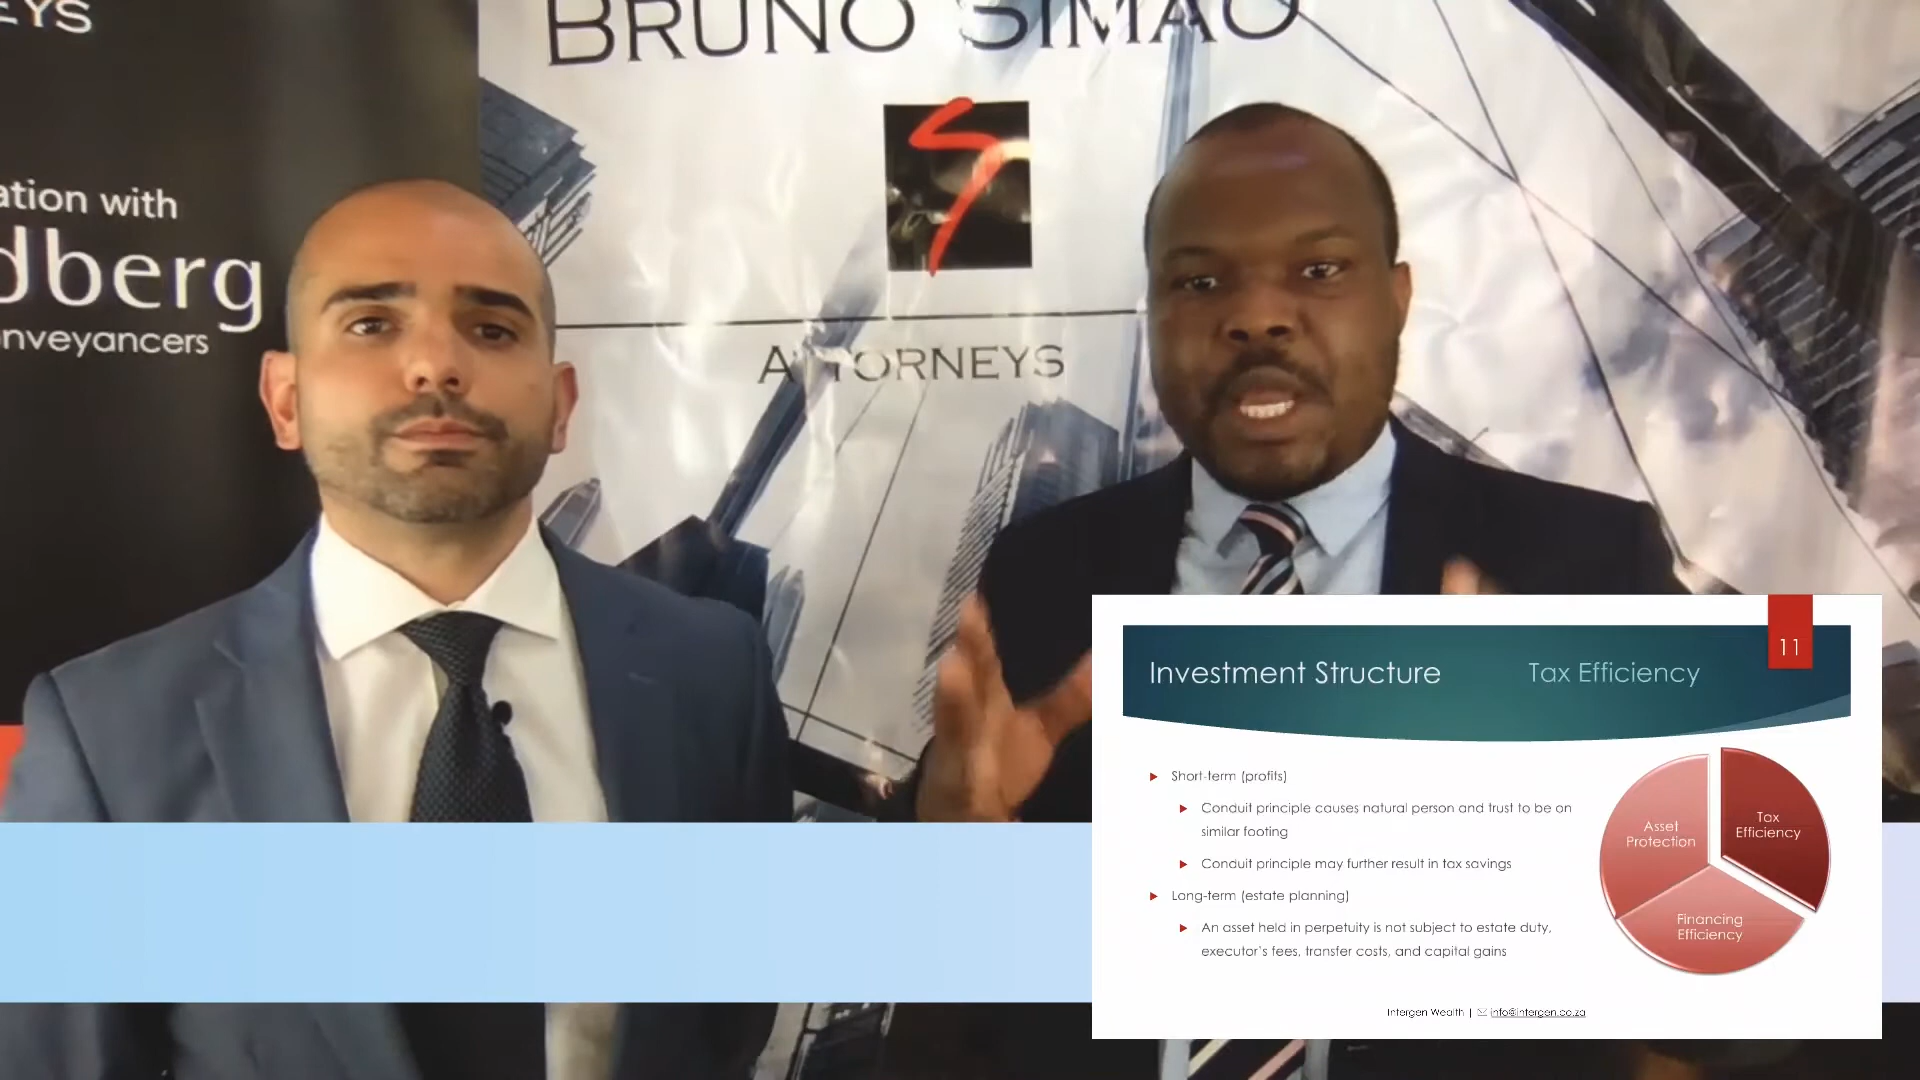 EYS
ation with
dberg
nveyancers
BRUNO SIMAO
ATTORNEYS
11
Investment Structure
Tax Efficiency
Short-term (profits)
Conduit principle causes natural person and trust to be on
similar footing
Conduit principle may further result in tax savings
Long-term (estate planning)
An asset held in perpetuity is not subject to estate duty,
executor's fees, transfer costs, and capital gains
Asset
Protection
Tax
Efficiency
Financing
Efficiency
Intergen Wealth | info@intergen.co.za